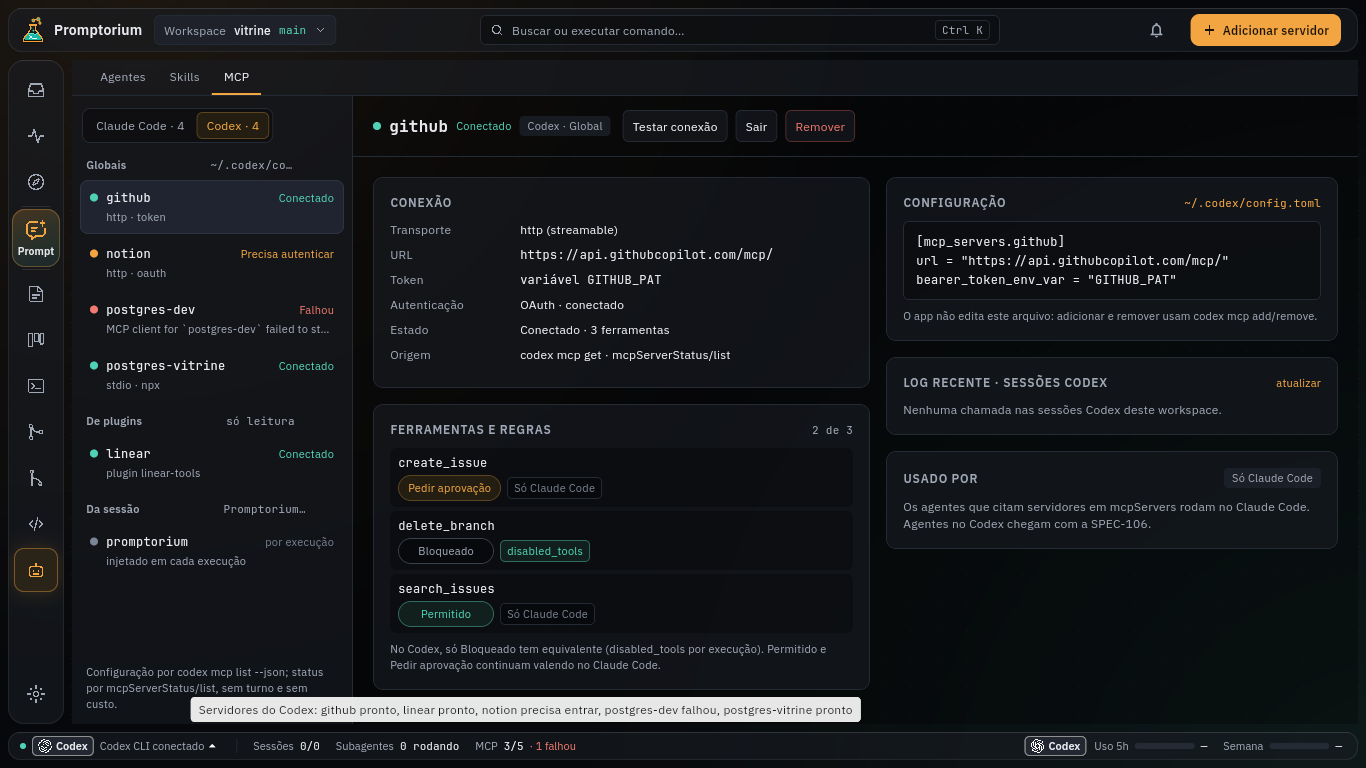 Promptorium
Workspace vitrine main
Buscar ou executar comando...
Ctrl K
+ Adicionar servidor
Agentes
Skills
MCP
Claude Code · 4
Codex · 4
Globais
~/.codex/co…
github
Conectado
http · token
notion
Precisa autenticar
http · oauth
postgres-dev
Falhou
MCP client for `postgres-dev` failed to st…
postgres-vitrine
Conectado
stdio · npx
De plugins
só leitura
linear
Conectado
plugin linear-tools
Da sessão
Promptorium…
promptorium
por execução
injetado em cada execução
Configuração por codex mcp list --json; status
por mcpServerStatus/list, sem turno e sem
custo.
Prompt
github
Conectado
Codex · Global
Testar conexão
Sair
Remover
CONEXÃO
Transporte
http (streamable)
URL
https://api.githubcopilot.com/mcp/
Token
variável GITHUB_PAT
Autenticação
OAuth · conectado
Estado
Conectado · 3 ferramentas
Origem
codex mcp get · mcpServerStatus/list
FERRAMENTAS E REGRAS
2 de 3
create_issue
Pedir aprovação
Só Claude Code
delete_branch
Bloqueado
disabled_tools
search_issues
Permitido
Só Claude Code
No Codex, só Bloqueado tem equivalente (disabled_tools por execução). Permitido e
Pedir aprovação continuam valendo no Claude Code.
CONFIGURAÇÃO
~/.codex/config.toml
[mcp_servers.github]
url = "https://api.githubcopilot.com/mcp/"
bearer_token_env_var = "GITHUB_PAT"
O app não edita este arquivo: adicionar e remover usam codex mcp add/remove.
LOG RECENTE · SESSÕES CODEX
atualizar
Nenhuma chamada nas sessões Codex deste workspace.
USADO POR
Só Claude Code
Os agentes que citam servidores em mcpServers rodam no Claude Code.
Agentes no Codex chegam com a SPEC-106.
Servidores do Codex: github pronto, linear pronto, notion precisa entrar, postgres-dev falhou, postgres-vitrine pronto
Codex
Codex CLI conectado
Sessões 0/0
Subagentes 0 rodando
MCP 3/5 · 1 falhou
Codex
Uso 5h
–
Semana
–